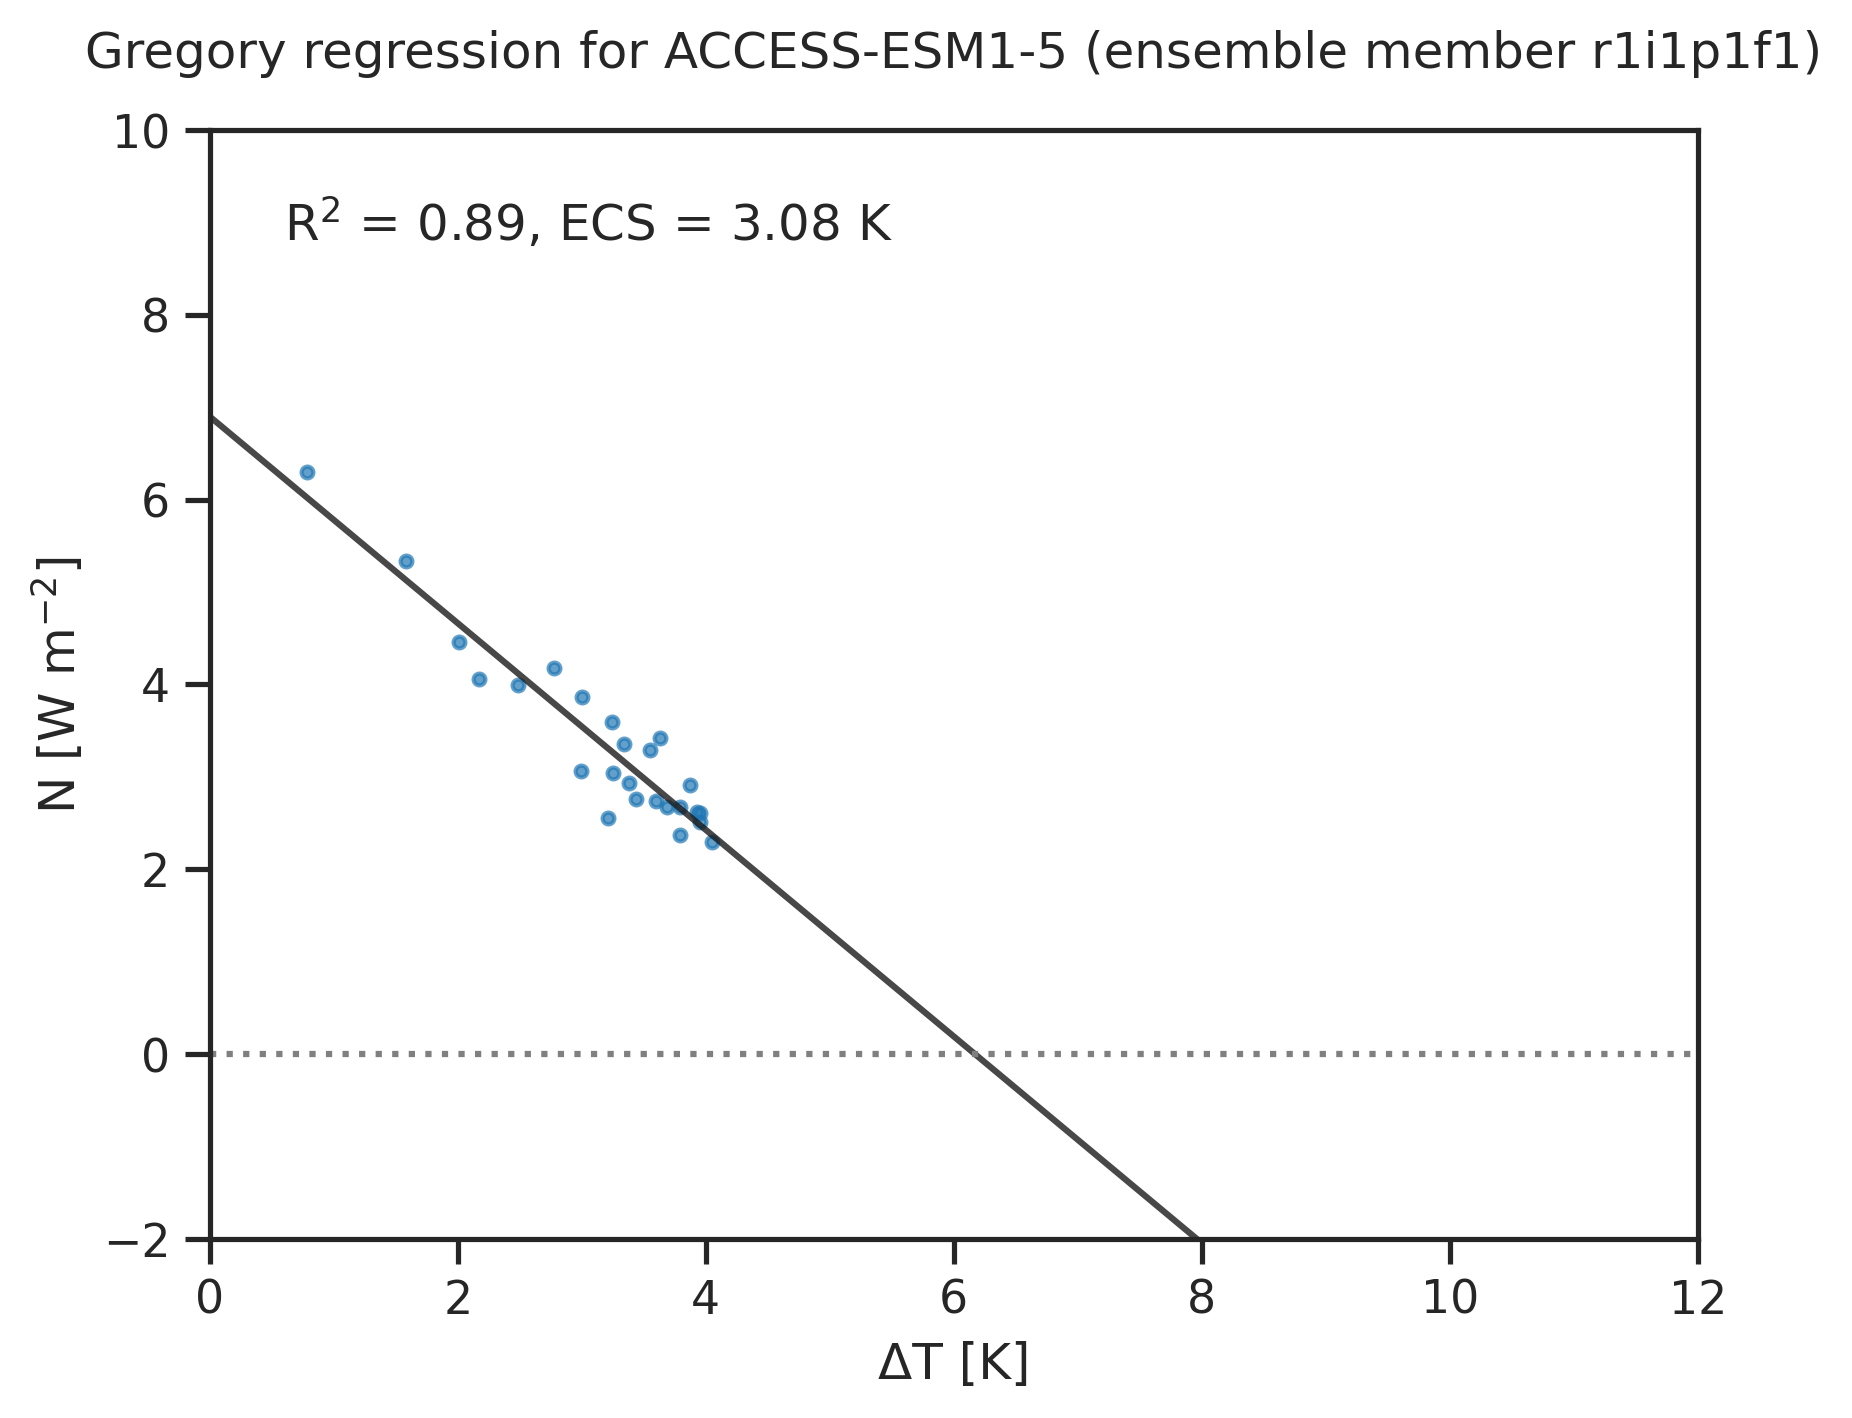 Gregory regression for ACCESS-ESM1-5 (ensemble member r1i1p1f1)
10
R² = 0.89, ECS = 3.08 K
8
6
N [W m⁻²]
4
2
0
−2
0 2 4 6 8 10 12
ΔT [K]